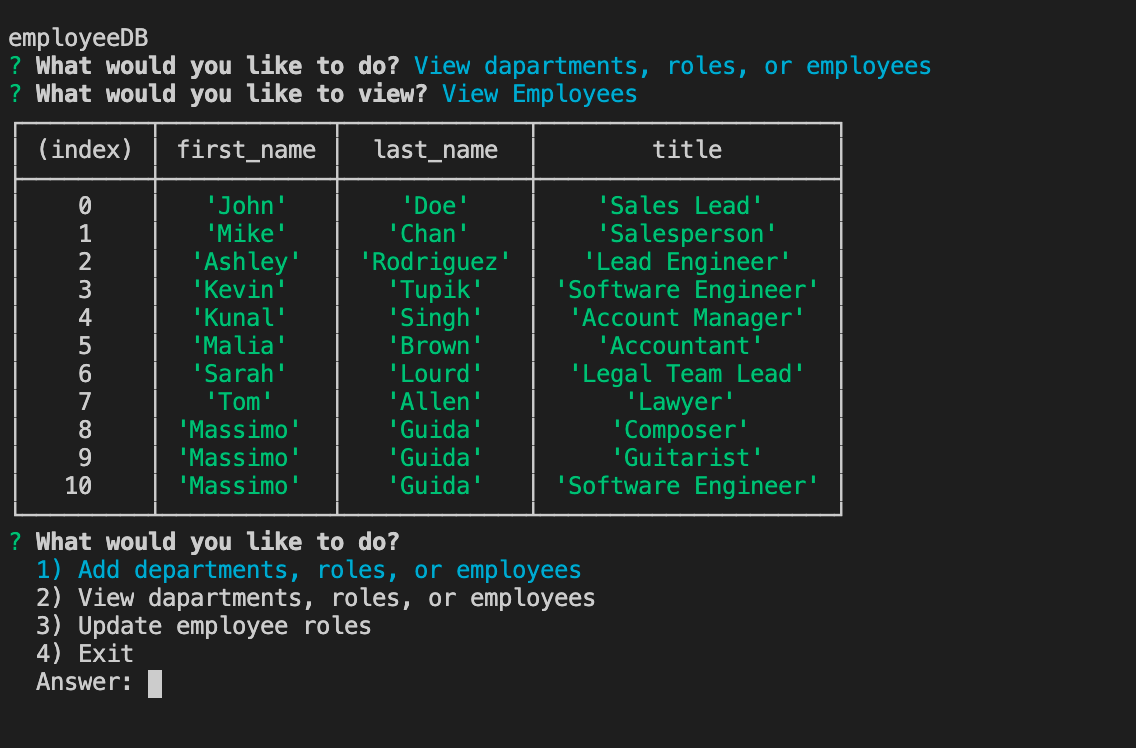 employeeDB
? What would you like to do? View dapartments, roles, or employees
? What would you like to view? View Employees
(index) first_name last_name title
0 'John' 'Doe' 'Sales Lead'
1 'Mike' 'Chan' 'Salesperson'
2 'Ashley' 'Rodriguez' 'Lead Engineer'
3 'Kevin' 'Tupik' 'Software Engineer'
4 'Kunal' 'Singh' 'Account Manager'
5 'Malia' 'Brown' 'Accountant'
6 'Sarah' 'Lourd' 'Legal Team Lead'
7 'Tom' 'Allen' 'Lawyer'
8 'Massimo' 'Guida' 'Composer'
9 'Massimo' 'Guida' 'Guitarist'
10 'Massimo' 'Guida' 'Software Engineer'
? What would you like to do?
1) Add departments, roles, or employees
2) View dapartments, roles, or employees
3) Update employee roles
4) Exit
Answer: